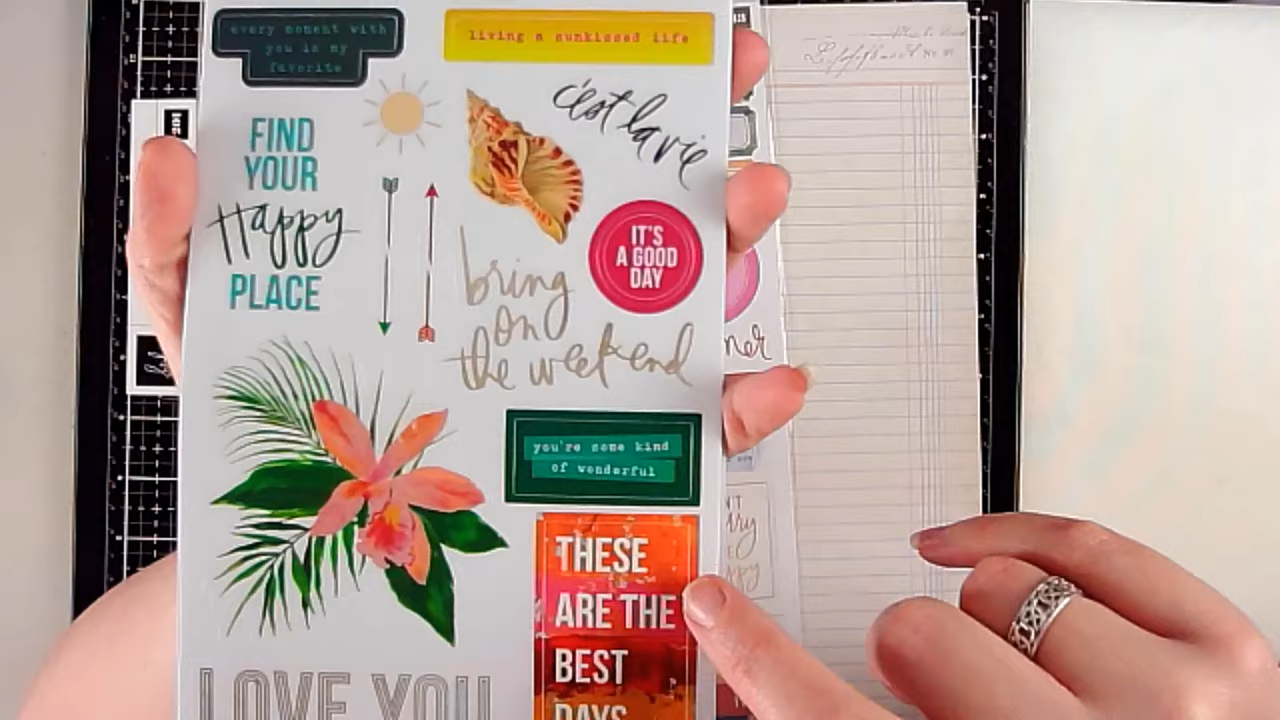 every moment with
you is my
favorite
living a sunkissed life
c'est la vie
FIND
YOUR
Happy
PLACE
IT'S
A GOOD
DAY
bring
on
the weekend
you're some kind
of wonderful
THESE
ARE THE
BEST
DAYS
LOVE YOU